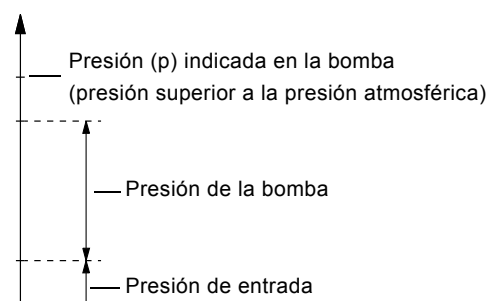 Presión (p) indicada en la bomba
(presión superior a la presión atmosférica)
Presión de la bomba
Presión de entrada